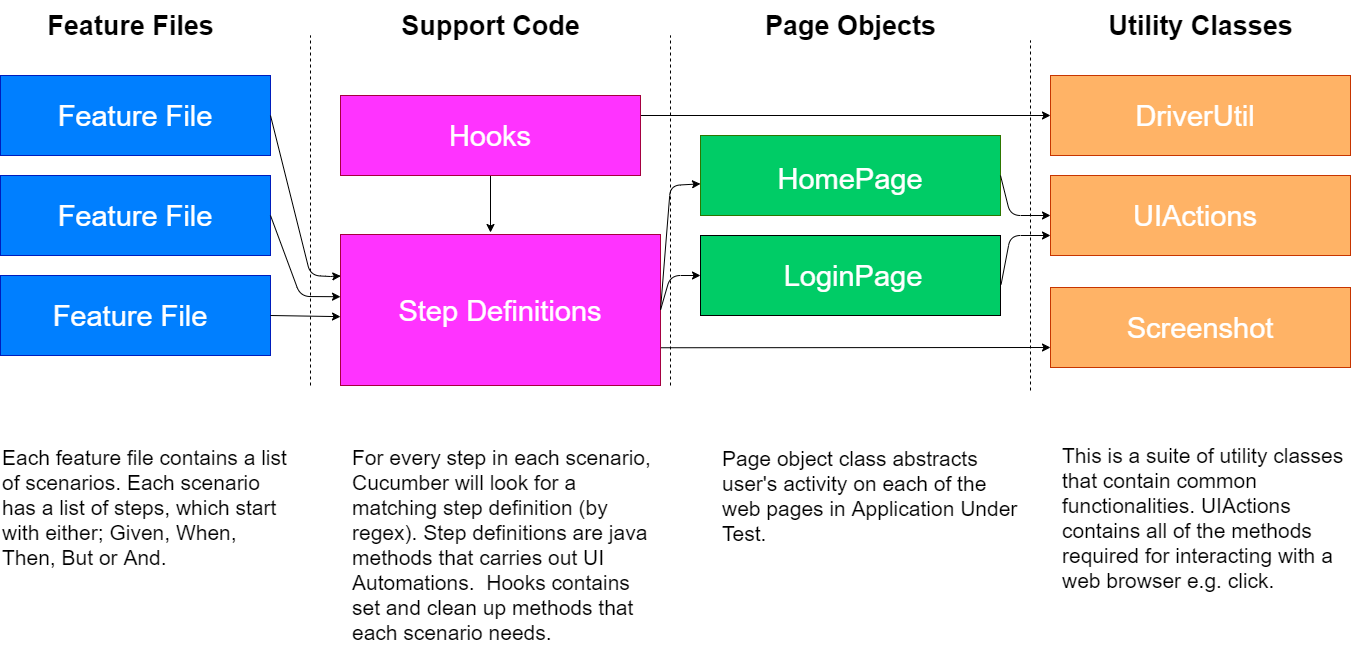 Feature Files
Support Code
Page Objects
Utility Classes
Feature File
Feature File
Feature File
Hooks
Step Definitions
HomePage
LoginPage
DriverUtil
UIActions
Screenshot
Each feature file contains a list
of scenarios. Each scenario
has a list of steps, which start
with either; Given, When,
Then, But or And.
For every step in each scenario,
Cucumber will look for a
matching step definition (by
regex). Step definitions are java
methods that carries out UI
Automations.  Hooks contains
set and clean up methods that
each scenario needs.
Page object class abstracts
user's activity on each of the
web pages in Application Under
Test.
This is a suite of utility classes
that contain common
functionalities. UIActions
contains all of the methods
required for interacting with a
web browser e.g. click.